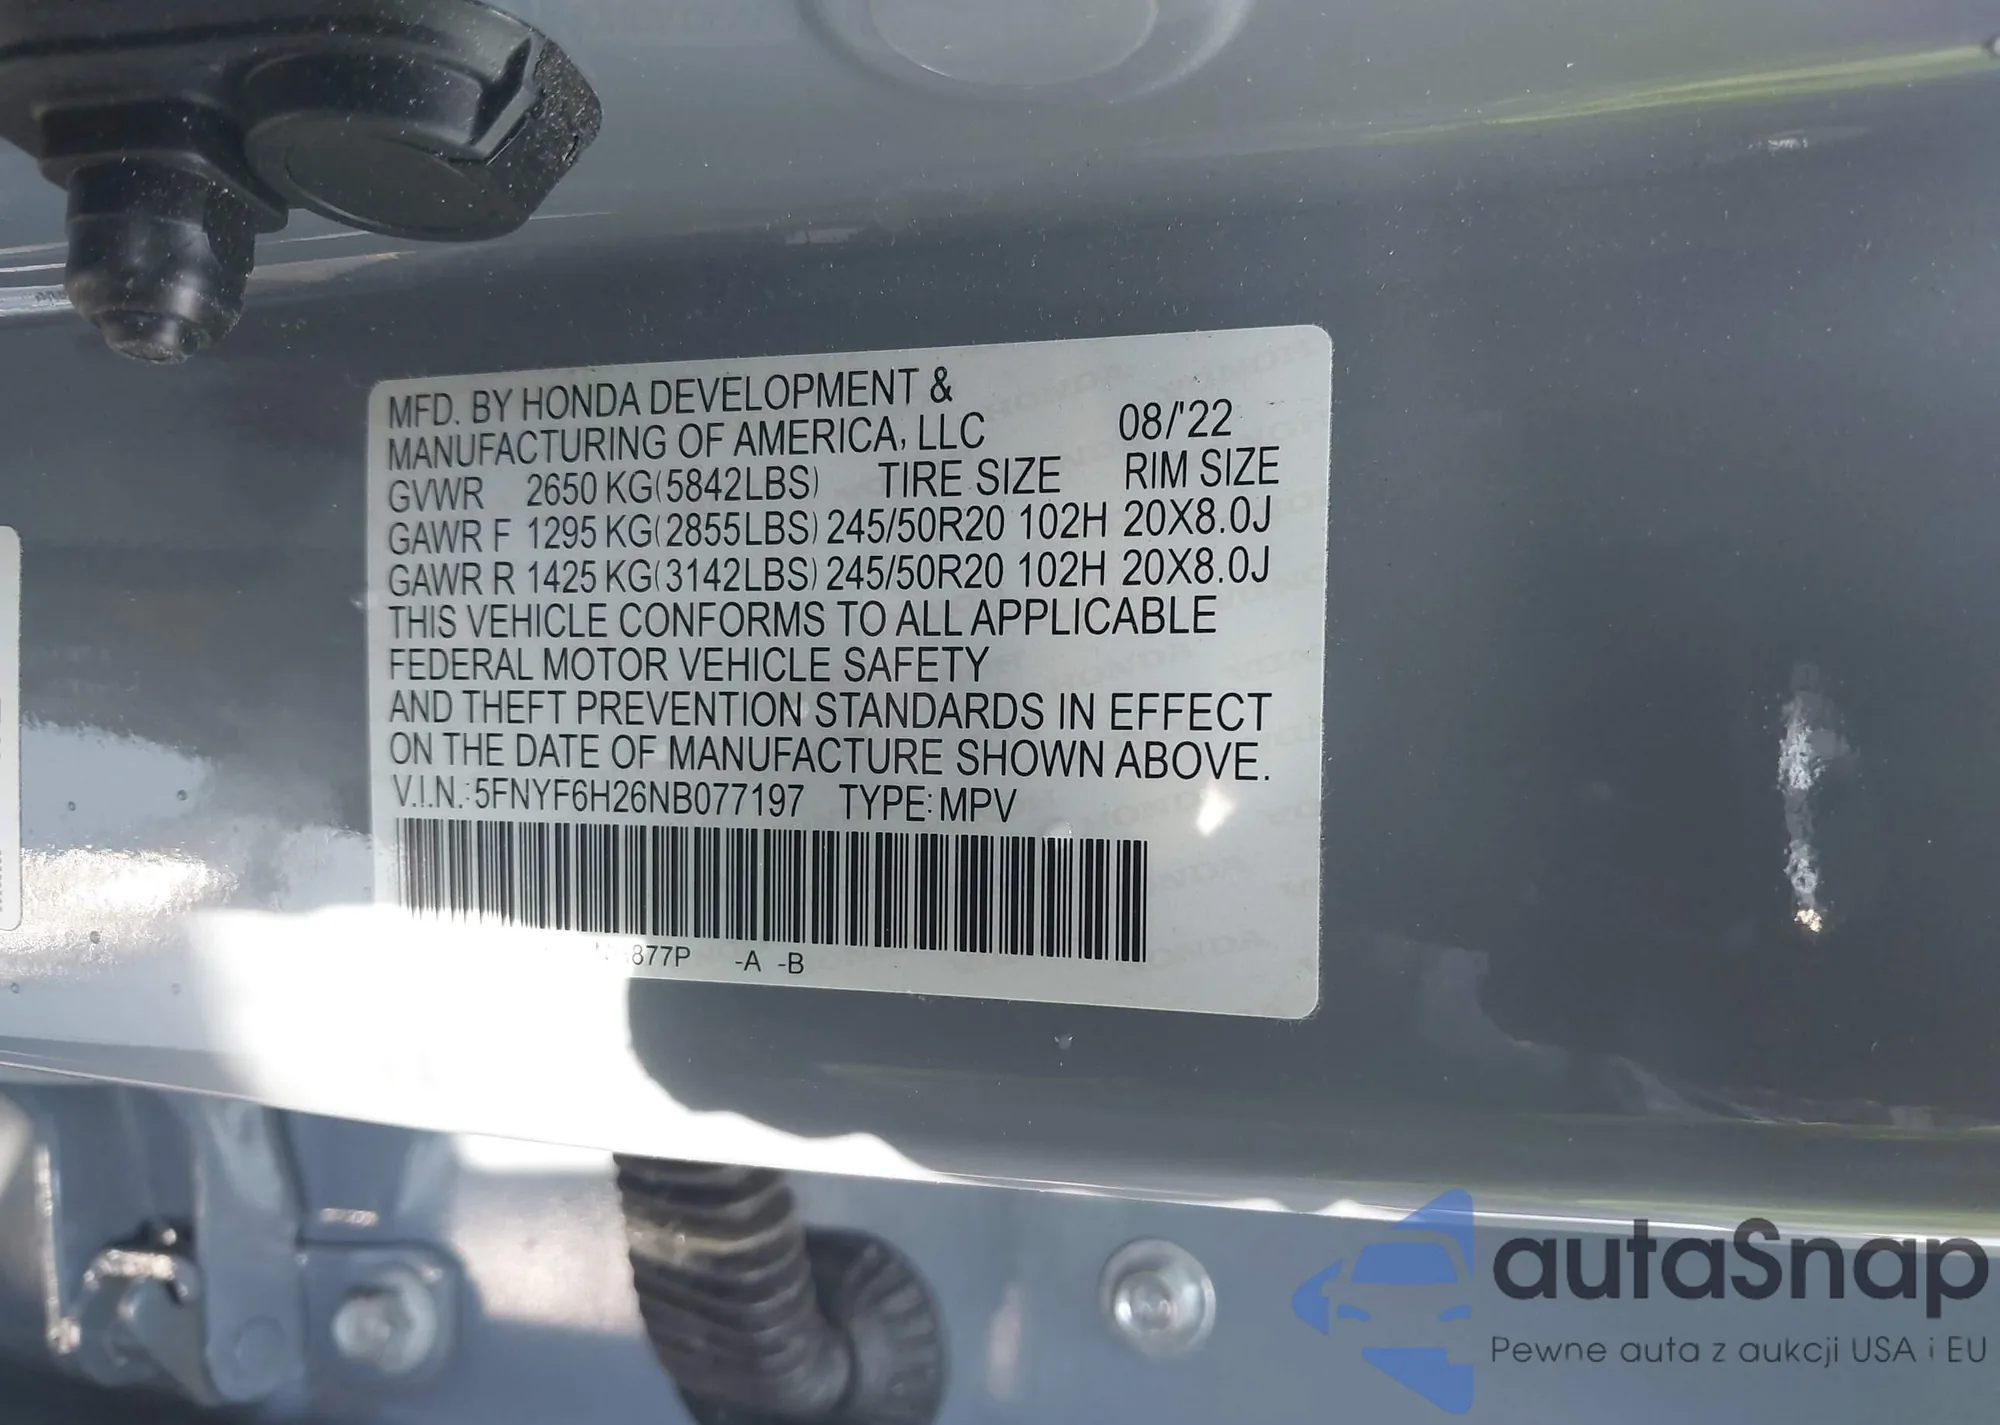 MFD. BY HONDA DEVELOPMENT &
MANUFACTURING OF AMERICA, LLC 08/'22
GVWR 2650 KG(5842LBS) TIRE SIZE RIM SIZE
GAWR F 1295 KG(2855LBS) 245/50R20 102H 20X8.0J
GAWR R 1425 KG(3142LBS) 245/50R20 102H 20X8.0J
THIS VEHICLE CONFORMS TO ALL APPLICABLE
FEDERAL MOTOR VEHICLE SAFETY
AND THEFT PREVENTION STANDARDS IN EFFECT
ON THE DATE OF MANUFACTURE SHOWN ABOVE.
V.I.N.:5FNYF6H26NB077197 TYPE:MPV
877P -A -B
autaSnap
Pewne auta z aukcji USA i EU